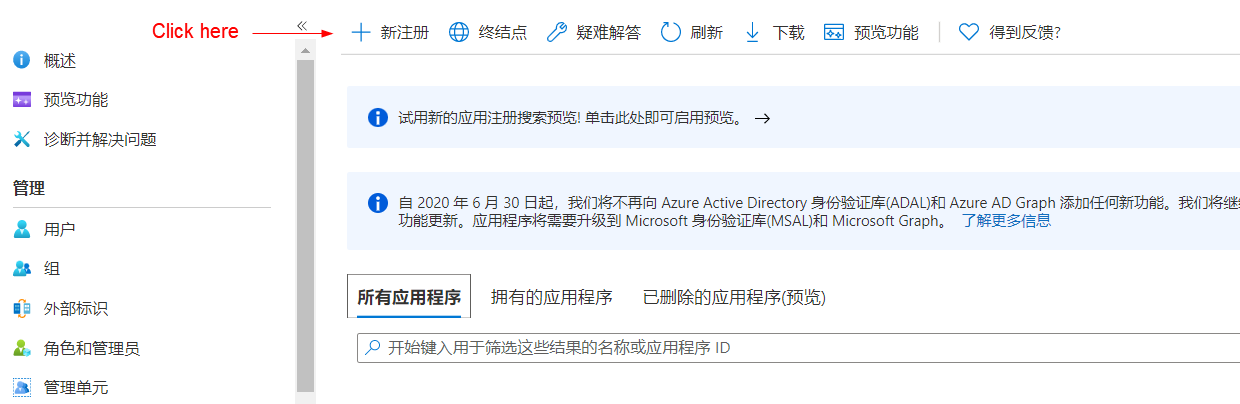 Click here
«
新注册
终结点
疑难解答
刷新
下载
预览功能
得到反馈?
概述
预览功能
诊断并解决问题
管理
用户
组
外部标识
角色和管理员
管理单元
试用新的应用注册搜索预览! 单击此处即可启用预览。 →
自 2020 年 6 月 30 日起，我们将不再向 Azure Active Directory 身份验证库(ADAL)和 Azure AD Graph 添加任何新功能。我们将继
功能更新。应用程序将需要升级到 Microsoft 身份验证库(MSAL)和 Microsoft Graph。 了解更多信息
所有应用程序
拥有的应用程序
已删除的应用程序(预览)
开始键入用于筛选这些结果的名称或应用程序 ID